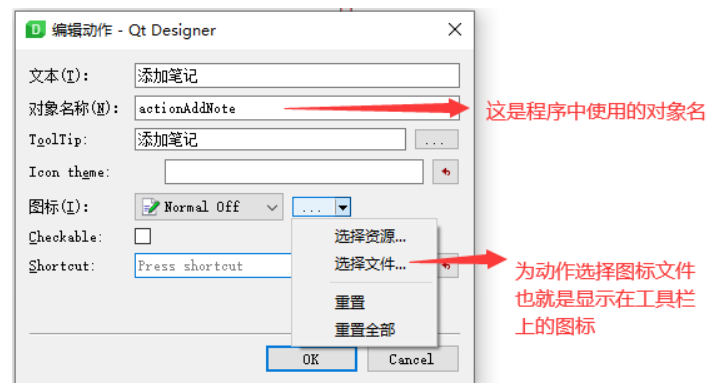 编辑动作 - Qt Designer
文本(T): 添加笔记
对象名称(N): actionAddNote
这是程序中使用的对象名
ToolTip: 添加笔记 ...
Icon theme:
图标(I): Normal Off ...
Checkable: 选择资源...
Shortcut: Press shortcut 选择文件...
为动作选择图标文件
也就是显示在工具栏
上的图标
重置
重置全部
OK Cancel